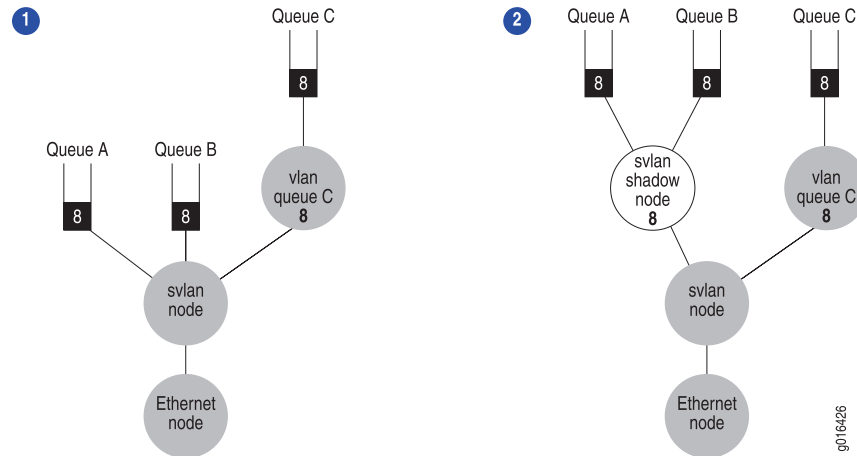 1
Queue C
8
Queue A
Queue B
8
8
vlan
queue C
8
svlan
node
Ethernet
node
2
Queue A
Queue B
Queue C
8
8
8
svlan
shadow
node
8
vlan
queue C
8
svlan
node
Ethernet
node
g016426